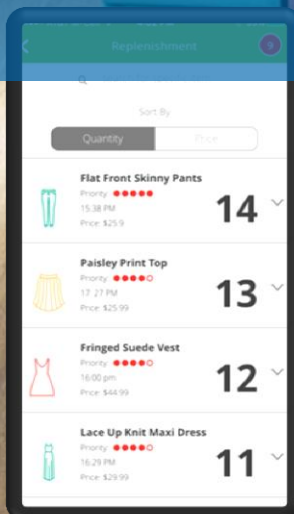 Replenishment
9
Sort By
Quantity
Price
Flat Front Skinny Pants
Priority:
15:38 PM
Price: $25.9
14
Paisley Print Top
Priority:
17: 27 PM
Price: $25.99
13
Fringed Suede Vest
Priority:
16:00 pm
Price: $44.99
12
Lace Up Knit Maxi Dress
Priority:
16:29 PM
Price: $29.99
11